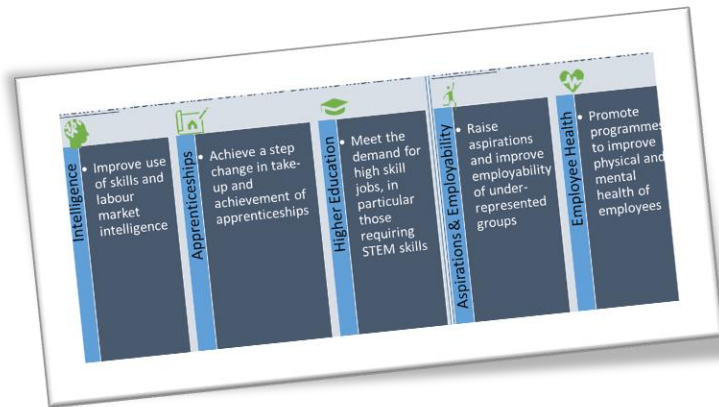 Intelligence
• Improve use
of skills and
labour
market
intelligence
Apprenticeships
• Achieve a step
change in take-
up and
achievement of
apprenticeships
Higher Education
• Meet the
demand for
high skill
jobs, in
particular
those
requiring
STEM skills
Aspirations & Employability
• Raise
aspirations
and improve
employability
of under-
represented
groups
Employee Health
• Promote
programmes
to improve
physical and
mental
health of
employees